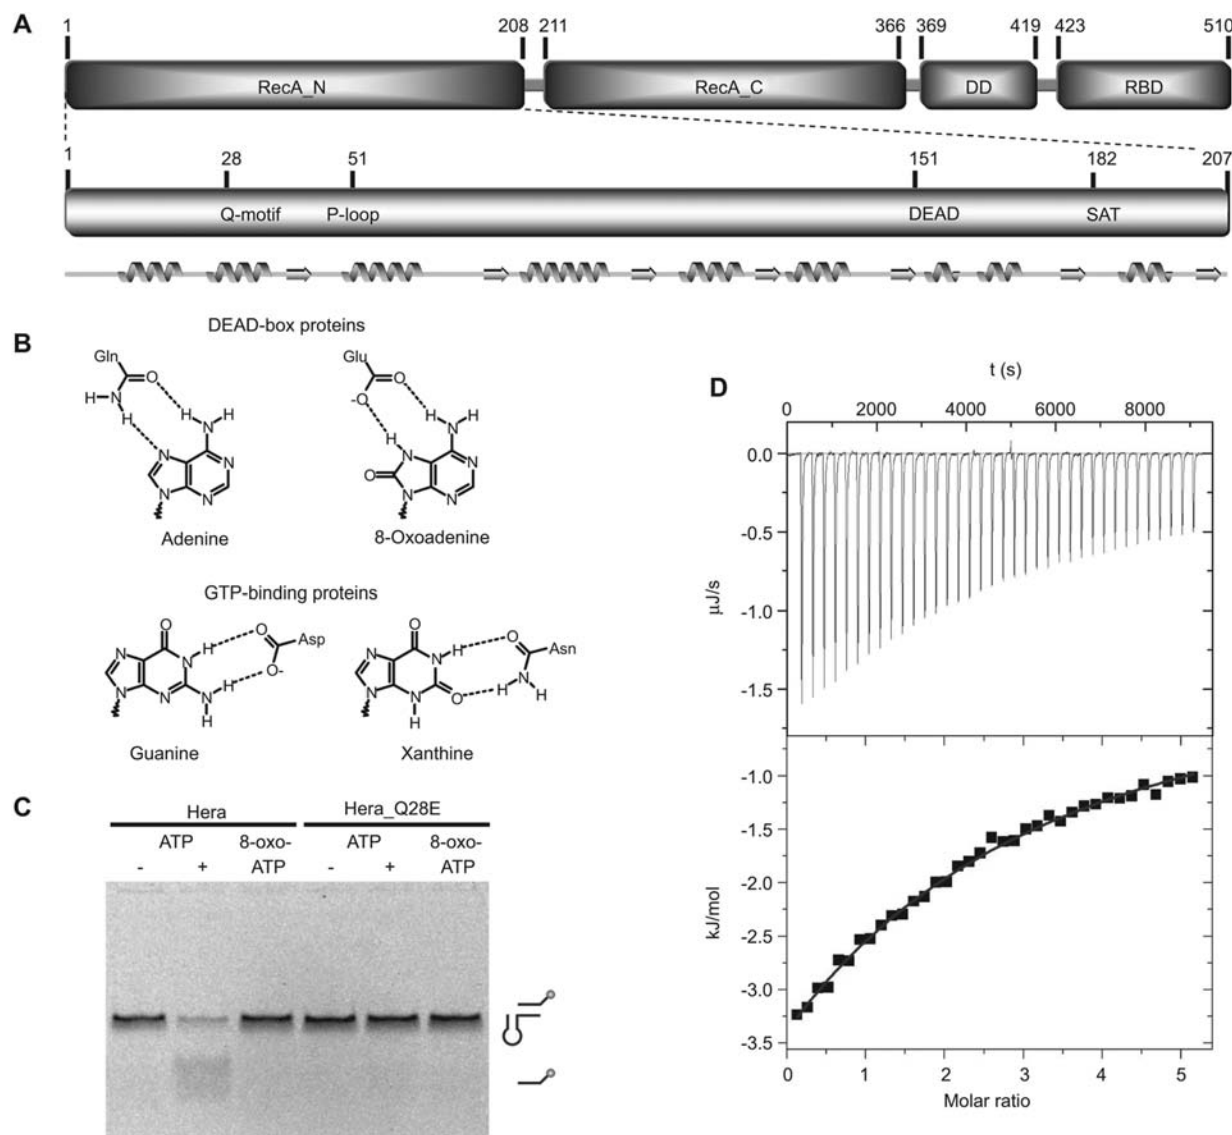 A
1 208 211 366 369 419 423 510
RecA_N RecA_C DD RBD
1 28 51 151 182 207
Q-motif P-loop DEAD SAT
B
DEAD-box proteins
Gln
O
H-N
H
H N H
N N
N N
Adenine
Glu
O
-O
H H
H N
N N
O
N N
8-Oxoadenine
GTP-binding proteins
O
N N H O Asp
O-
N N N H
H
Guanine
O
N N H O Asn
N
N N O H H
H
Xanthine
C
Hera Hera_Q28E
ATP 8-oxo- ATP 8-oxo-
- + ATP - + ATP
D
t (s)
0 2000 4000 6000 8000
0.0
-0.5
-1.0
-1.5
µJ/s
-1.0
-1.5
-2.0
-2.5
-3.0
-3.5
kJ/mol
0 1 2 3 4 5
Molar ratio